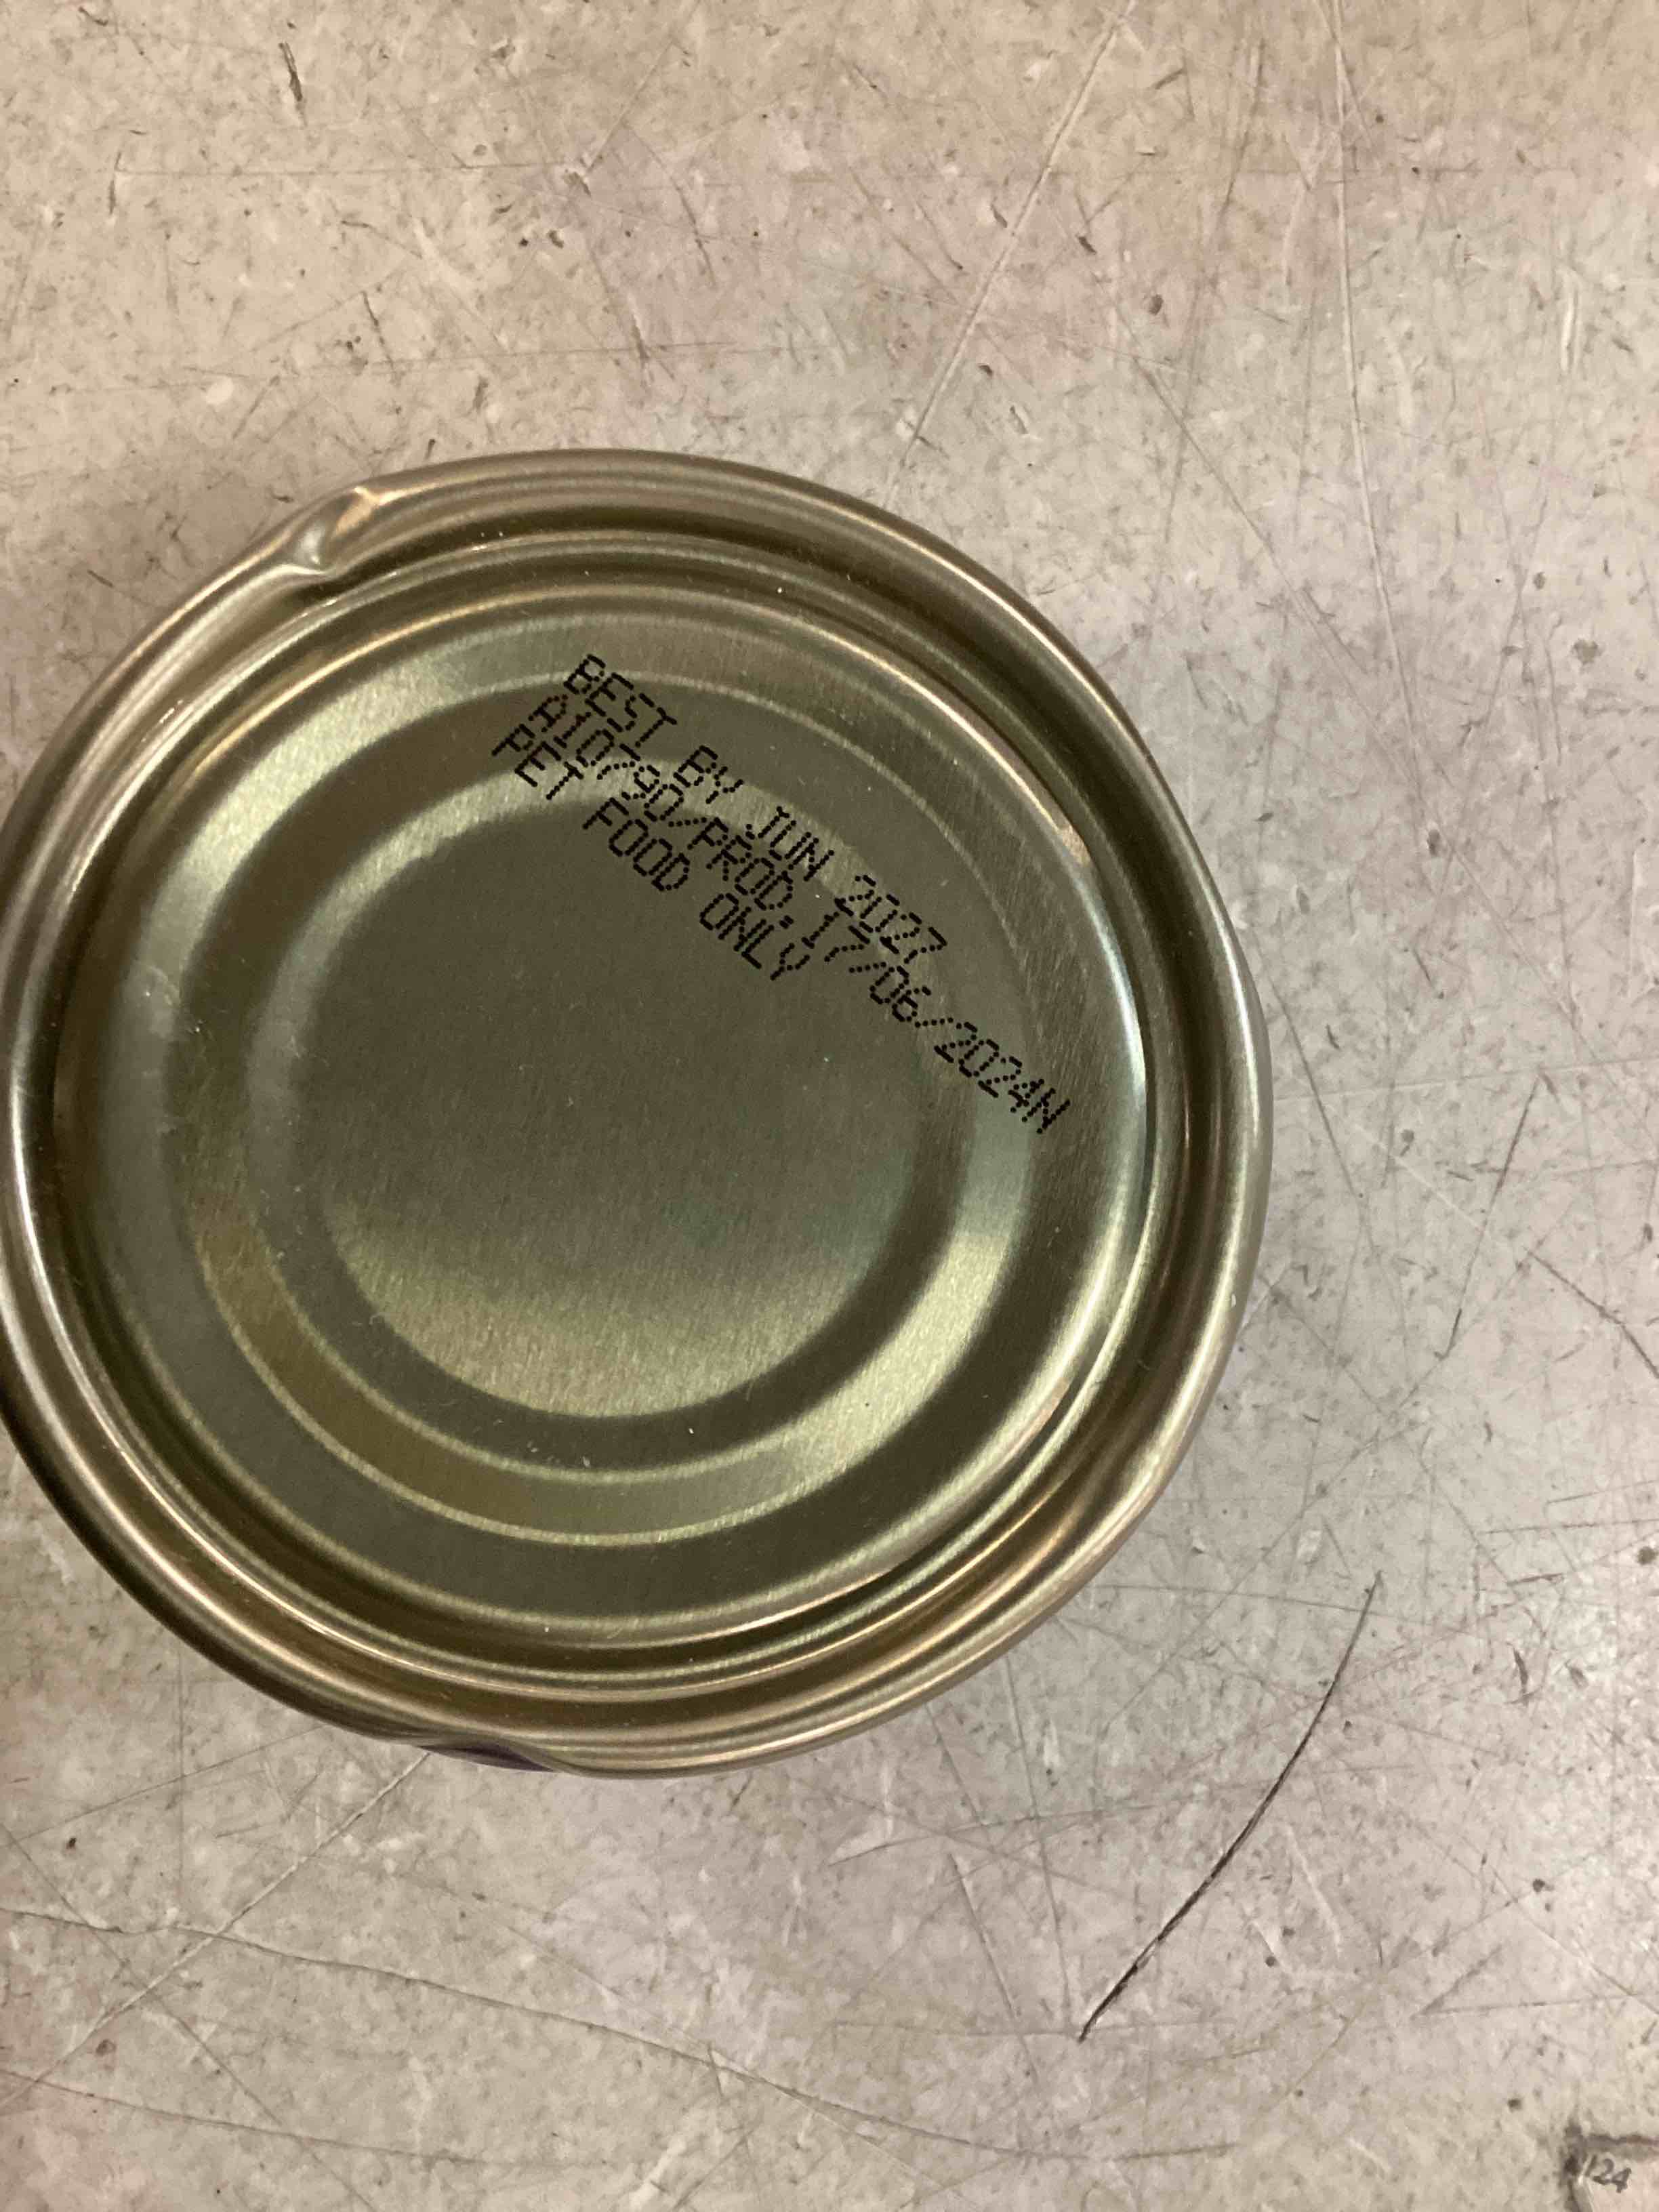 BEST BY JUN 2027
A10790/PROD.17/06/2024N
PET FOOD ONLY